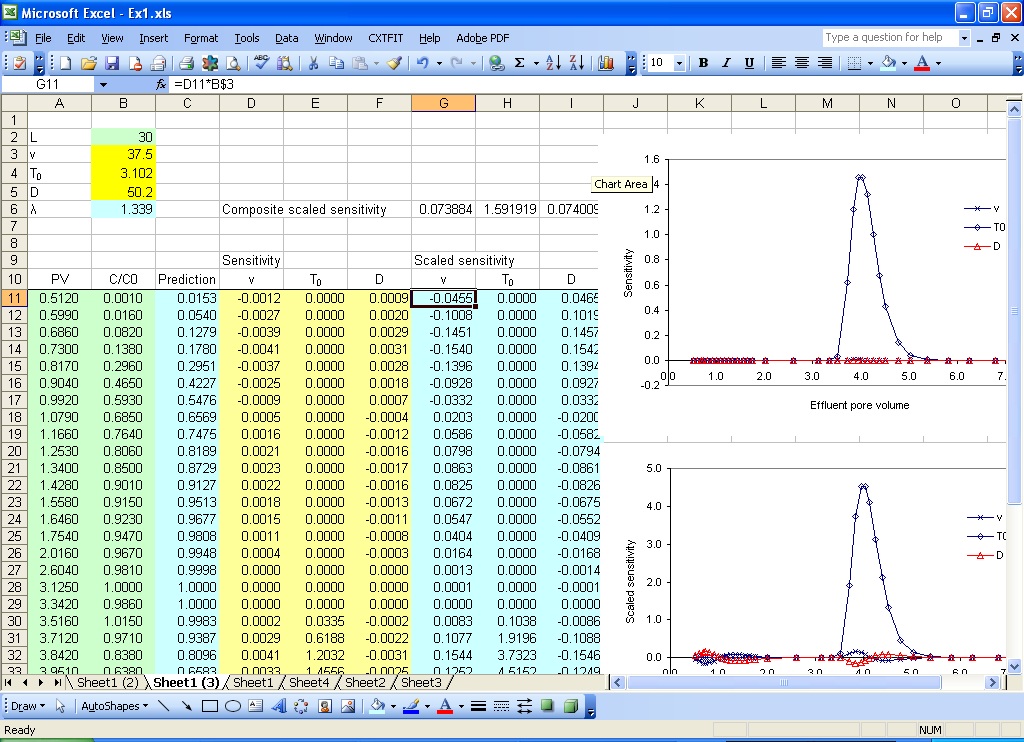 Microsoft Excel - Ex1.xls
File Edit View Insert Format Tools Data Window CXTFIT Help Adobe PDF Type a question for help
10 B I U
G11 fx =D11*B$3
A B C D E F G H I J K L M N O
1
2 L 30
3 v 37.5
4 T0 3.102
5 D 50.2
6 λ 1.339 Composite scaled sensitivity 0.073884 1.591919 0.074009
7
8
9 Sensitivity Scaled sensitivity
10 PV C/C0 Prediction v T0 D v T0 D
11 0.5120 0.0010 0.0153 -0.0012 0.0000 0.0009 -0.0455 0.0000 0.0465
12 0.5990 0.0160 0.0540 -0.0027 0.0000 0.0020 -0.1008 0.0000 0.1019
13 0.6860 0.0820 0.1279 -0.0039 0.0000 0.0029 -0.1451 0.0000 0.1457
14 0.7300 0.1380 0.1780 -0.0041 0.0000 0.0031 -0.1540 0.0000 0.1542
15 0.8170 0.2960 0.2951 -0.0037 0.0000 0.0028 -0.1396 0.0000 0.1394
16 0.9040 0.4650 0.4227 -0.0025 0.0000 0.0018 -0.0928 0.0000 0.0927
17 0.9920 0.5930 0.5476 -0.0009 0.0000 0.0007 -0.0332 0.0000 0.0332
18 1.0790 0.6850 0.6569 0.0005 0.0000 -0.0004 0.0203 0.0000 -0.0200
19 1.1660 0.7640 0.7475 0.0016 0.0000 -0.0012 0.0586 0.0000 -0.0582
20 1.2530 0.8060 0.8189 0.0021 0.0000 -0.0016 0.0798 0.0000 -0.0794
21 1.3400 0.8500 0.8729 0.0023 0.0000 -0.0017 0.0863 0.0000 -0.0861
22 1.4280 0.9010 0.9127 0.0022 0.0000 -0.0016 0.0825 0.0000 -0.0826
23 1.5580 0.9150 0.9513 0.0018 0.0000 -0.0013 0.0672 0.0000 -0.0675
24 1.6460 0.9230 0.9677 0.0015 0.0000 -0.0011 0.0547 0.0000 -0.0552
25 1.7540 0.9470 0.9808 0.0011 0.0000 -0.0008 0.0404 0.0000 -0.0409
26 2.0160 0.9670 0.9948 0.0004 0.0000 -0.0003 0.0164 0.0000 -0.0168
27 2.6040 0.9810 0.9998 0.0000 0.0000 0.0000 0.0013 0.0000 -0.0014
28 3.1250 1.0000 1.0000 0.0000 0.0000 0.0000 0.0001 0.0000 -0.0001
29 3.3420 0.9860 1.0000 0.0000 0.0000 0.0000 0.0000 0.0000 0.0000
30 3.5160 1.0150 0.9983 0.0002 0.0335 -0.0002 0.0083 0.1038 -0.0086
31 3.7120 0.9710 0.9387 0.0029 0.6188 -0.0022 0.1077 1.9196 -0.1088
32 3.8420 0.8380 0.8096 0.0041 1.2032 -0.0031 0.1544 3.7323 -0.1546
33 3.9510 0.6380 0.6583 0.0033 1.4556 -0.0025 0.1252 4.5152 -0.1249
Chart Area
1.6
4
1.2
1.0
0.8
0.6
0.4
0.2
0.0
-0.2
Sensitivity
0.0 1.0 2.0 3.0 4.0 5.0 6.0 7.
Effluent pore volume
v
T0
D
5.0
4.0
3.0
2.0
1.0
0.0
Scaled sensitivity
v
T0
D
0.0 1.0 2.0 3.0 4.0 5.0 6.0
Sheet1 (2) Sheet1 (3) Sheet1 Sheet4 Sheet2 Sheet3
Draw AutoShapes
Ready NUM